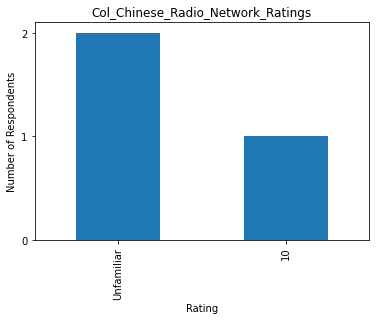 Col_Chinese_Radio_Network_Ratings
Number of Respondents
2
1
0
Unfamiliar
10
Rating